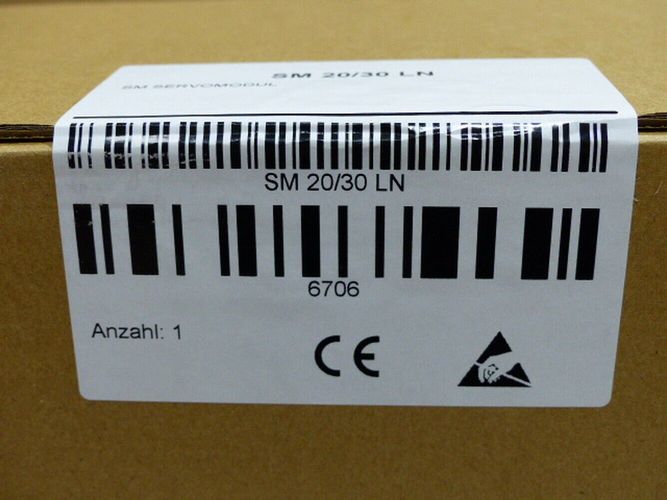 SM 20/30 LN
SM SERVOMODUL
SM 20/30 LN
6706
Anzahl: 1
CE